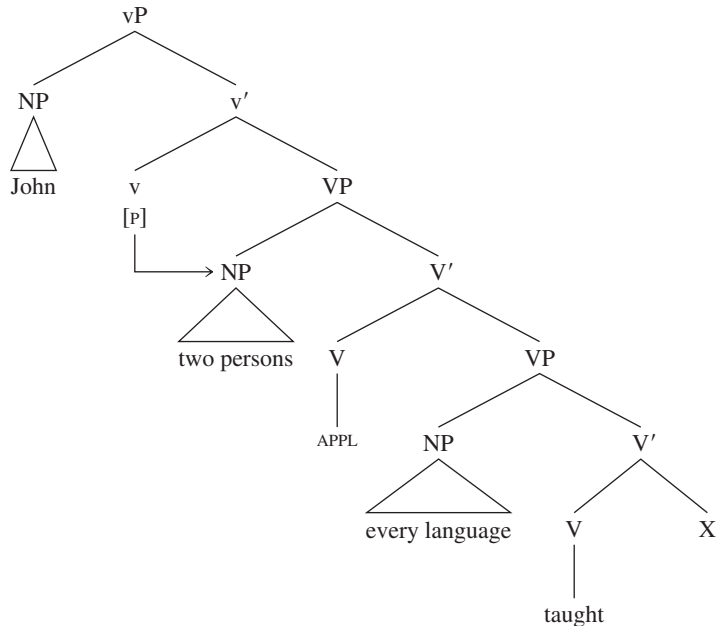 vP
NP
v′
John
v
VP
[P]
NP
V′
two persons
V
VP
APPL
NP
V′
every language
V
X
taught